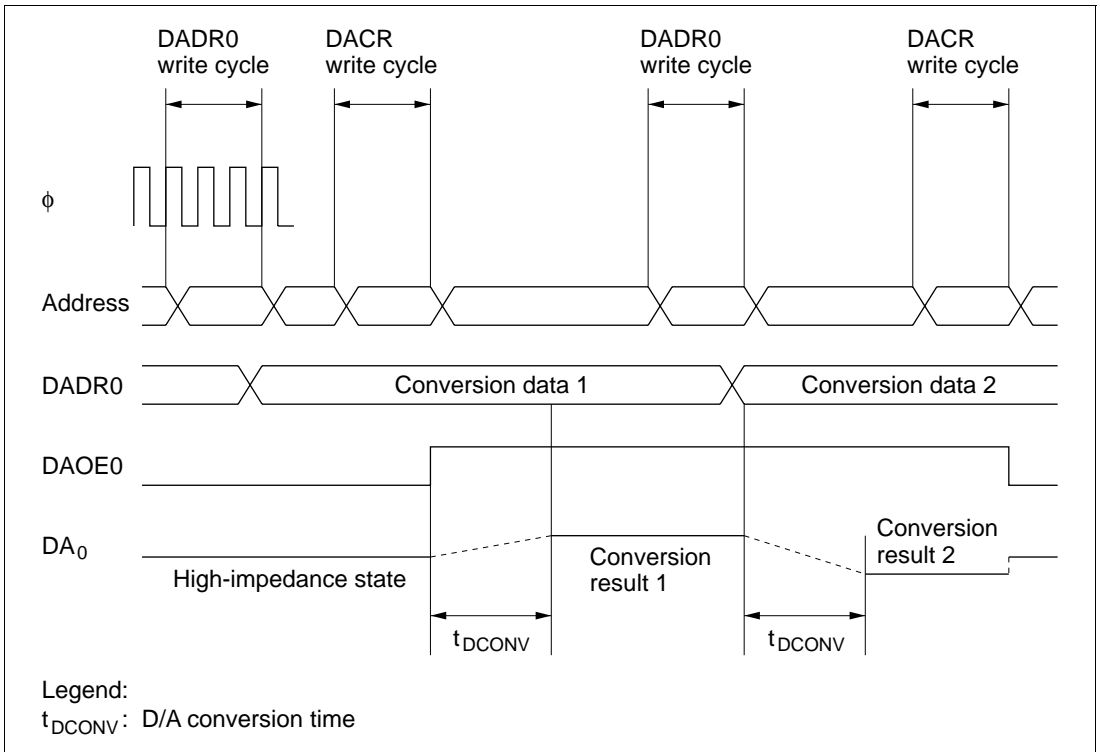 DADR0
write cycle
DACR
write cycle
DADR0
write cycle
DACR
write cycle
ϕ
Address
DADR0
Conversion data 1
Conversion data 2
DAOE0
DA0
High-impedance state
Conversion
result 1
Conversion
result 2
tDCONV
tDCONV
Legend:
tDCONV: D/A conversion time